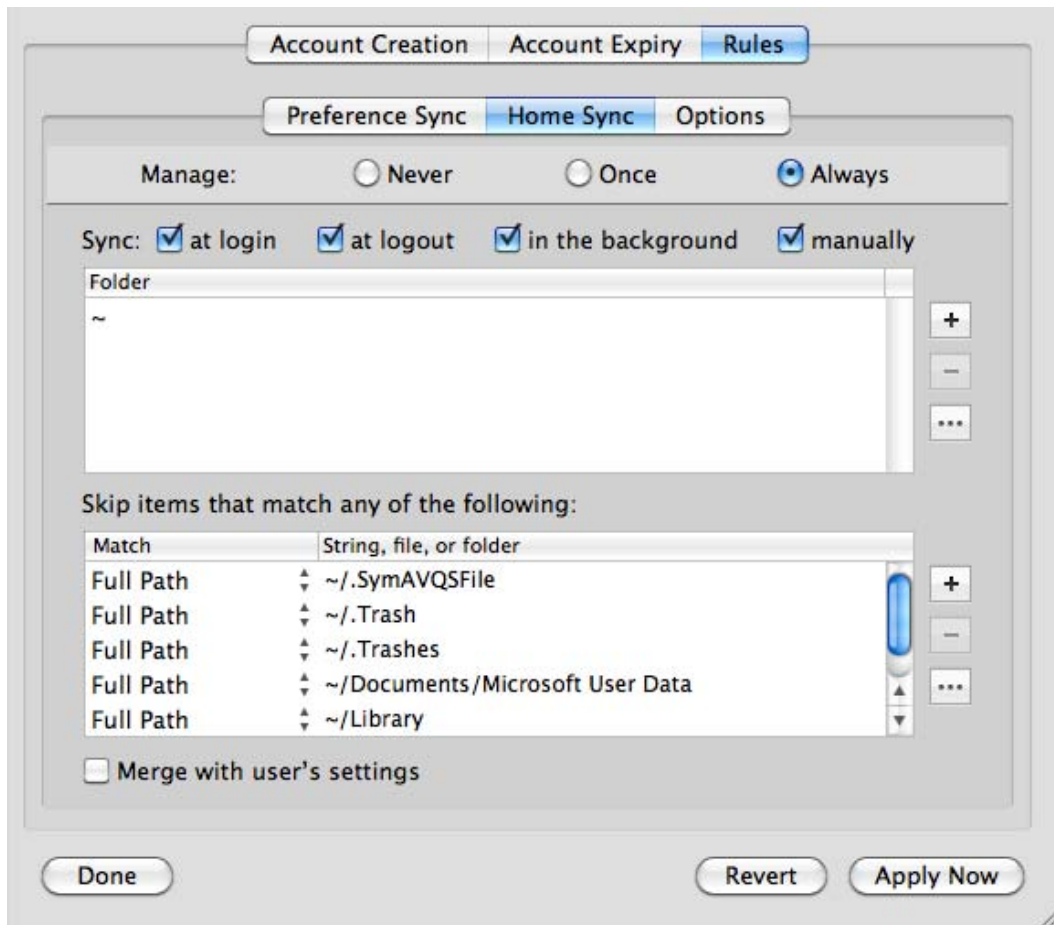 Account Creation Account Expiry Rules
Preference Sync Home Sync Options
Manage: Never Once Always
Sync: at login at logout in the background manually
Folder
~
+
−
...
Skip items that match any of the following:
Match String, file, or folder
Full Path ~/.SymAVQSFile
Full Path ~/.Trash
Full Path ~/.Trashes
Full Path ~/Documents/Microsoft User Data
Full Path ~/Library
+
−
...
Merge with user's settings
Done Revert Apply Now